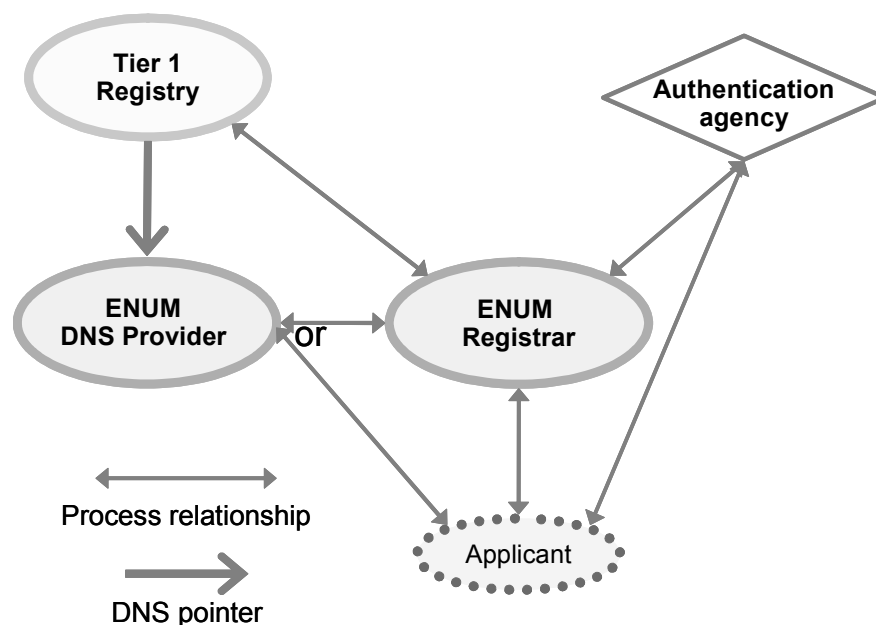 Tier 1
Registry
Authentication
agency
ENUM
DNS Provider
or
ENUM
Registrar
Process relationship
Applicant
DNS pointer